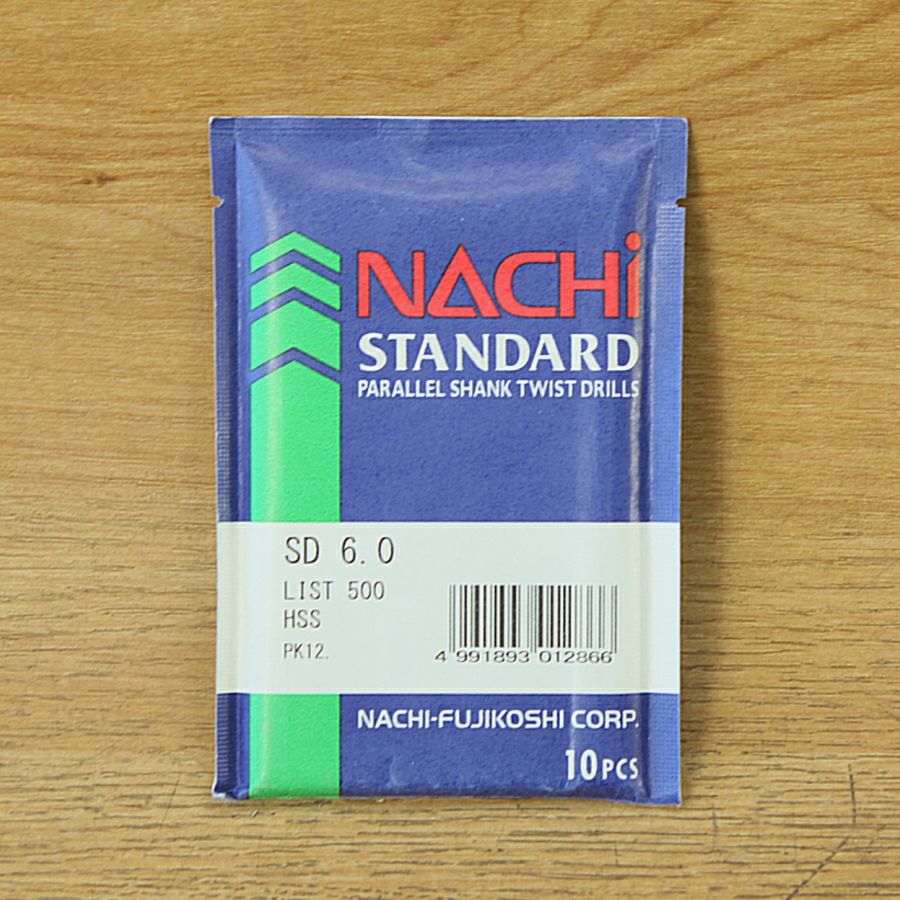 NACHi
STANDARD
PARALLEL SHANK TWIST DRILLS
SD 6.0
LIST 500
HSS
PK12.
4 991893 012866
NACHI-FUJIKOSHI CORP.
10PCS